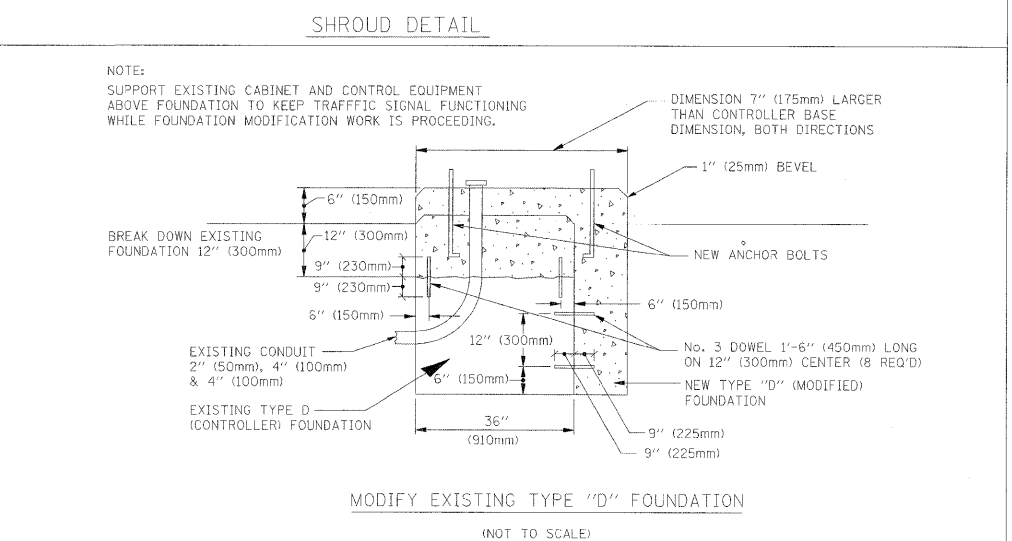 SHROUD DETAIL
NOTE:
SUPPORT EXISTING CABINET AND CONTROL EQUIPMENT
ABOVE FOUNDATION TO KEEP TRAFFFIC SIGNAL FUNCTIONING
WHILE FOUNDATION MODIFICATION WORK IS PROCEEDING.
DIMENSION 7'' (175mm) LARGER
THAN CONTROLLER BASE
DIMENSION, BOTH DIRECTIONS
1'' (25mm) BEVEL
6'' (150mm)
BREAK DOWN EXISTING
FOUNDATION 12'' (300mm)
12'' (300mm)
NEW ANCHOR BOLTS
9'' (230mm)
9'' (230mm)
6'' (150mm)
6'' (150mm)
12'' (300mm)
No. 3 DOWEL 1'-6'' (450mm) LONG
ON 12'' (300mm) CENTER (8 REQ'D)
EXISTING CONDUIT
2'' (50mm), 4'' (100mm)
& 4'' (100mm)
6'' (150mm)
NEW TYPE "D" (MODIFIED)
FOUNDATION
EXISTING TYPE D
(CONTROLLER) FOUNDATION
36''
(910mm)
9'' (225mm)
9'' (225mm)
MODIFY EXISTING TYPE "D" FOUNDATION
(NOT TO SCALE)